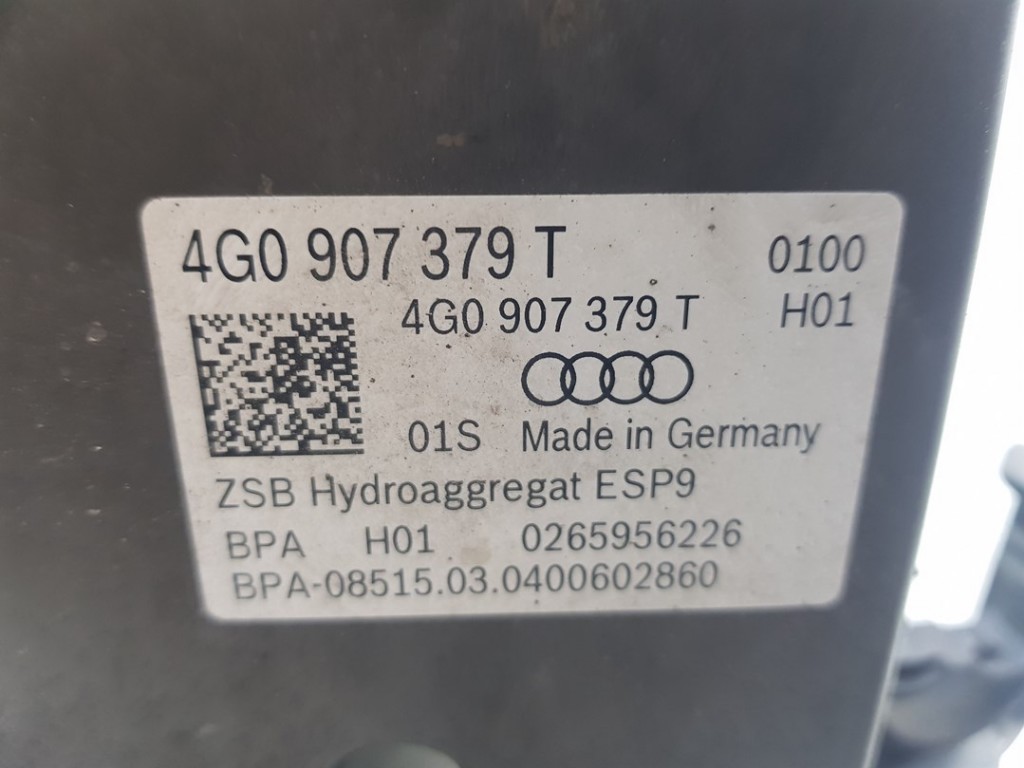 4G0 907 379 T 0100
4G0 907 379 T H01
01S Made in Germany
ZSB Hydroaggregat ESP9
BPA H01 0265956226
BPA-08515.03.0400602860